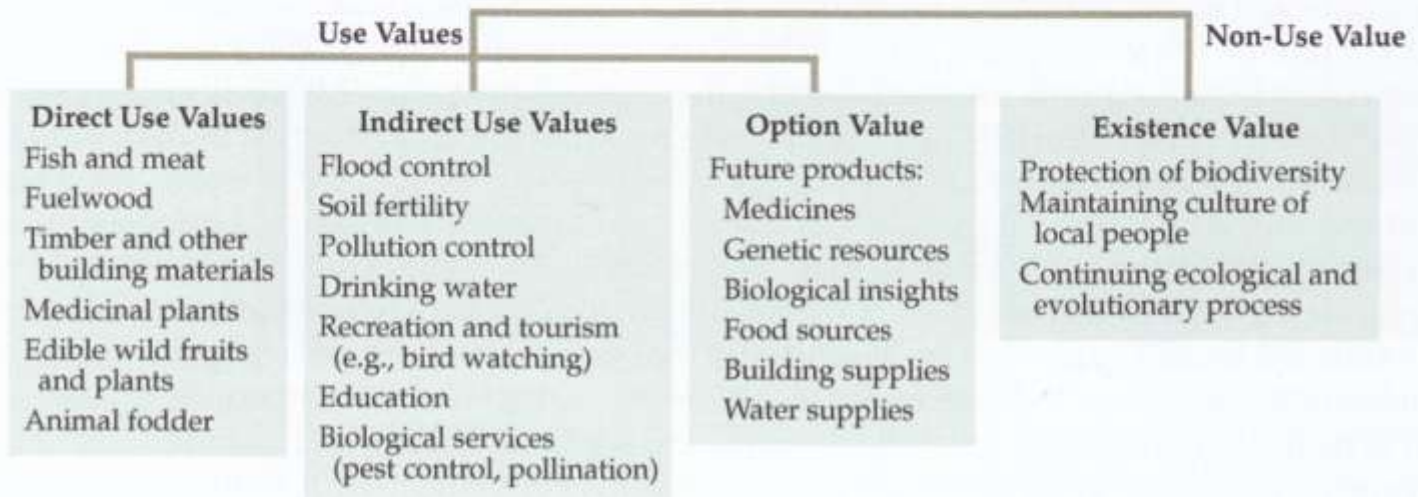 Use Values
Non-Use Value
Direct Use Values
Fish and meat
Fuelwood
Timber and other
building materials
Medicinal plants
Edible wild fruits
and plants
Animal fodder
Indirect Use Values
Flood control
Soil fertility
Pollution control
Drinking water
Recreation and tourism
(e.g., bird watching)
Education
Biological services
(pest control, pollination)
Option Value
Future products:
Medicines
Genetic resources
Biological insights
Food sources
Building supplies
Water supplies
Existence Value
Protection of biodiversity
Maintaining culture of
local people
Continuing ecological and
evolutionary process